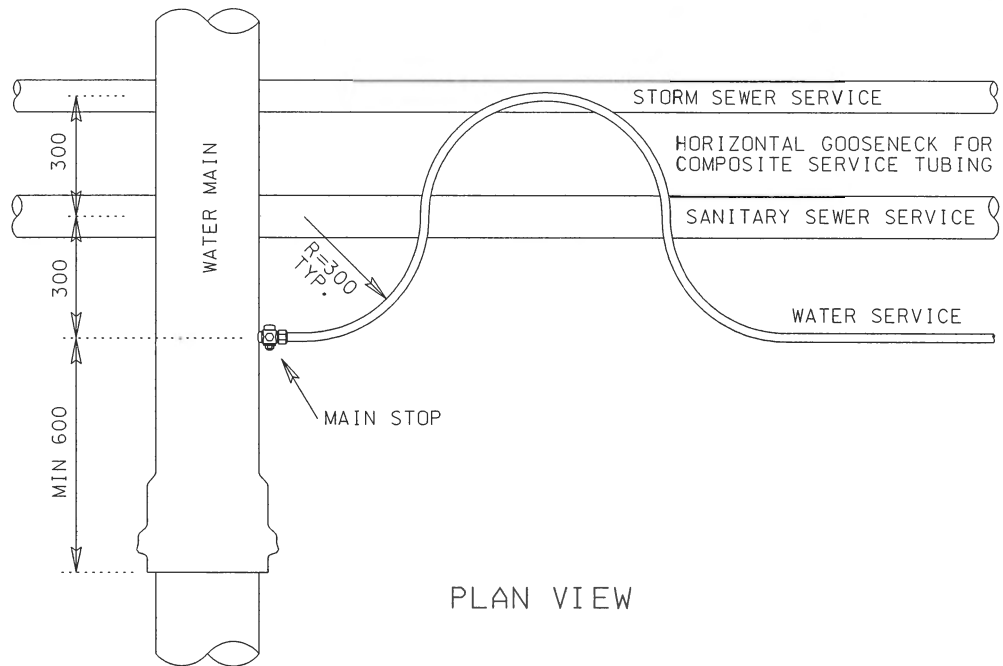 STORM SEWER SERVICE
HORIZONTAL GOOSENECK FOR
COMPOSITE SERVICE TUBING
300
WATER MAIN
SANITARY SEWER SERVICE
R=300
TYP.
300
WATER SERVICE
MAIN STOP
MIN 600
PLAN VIEW